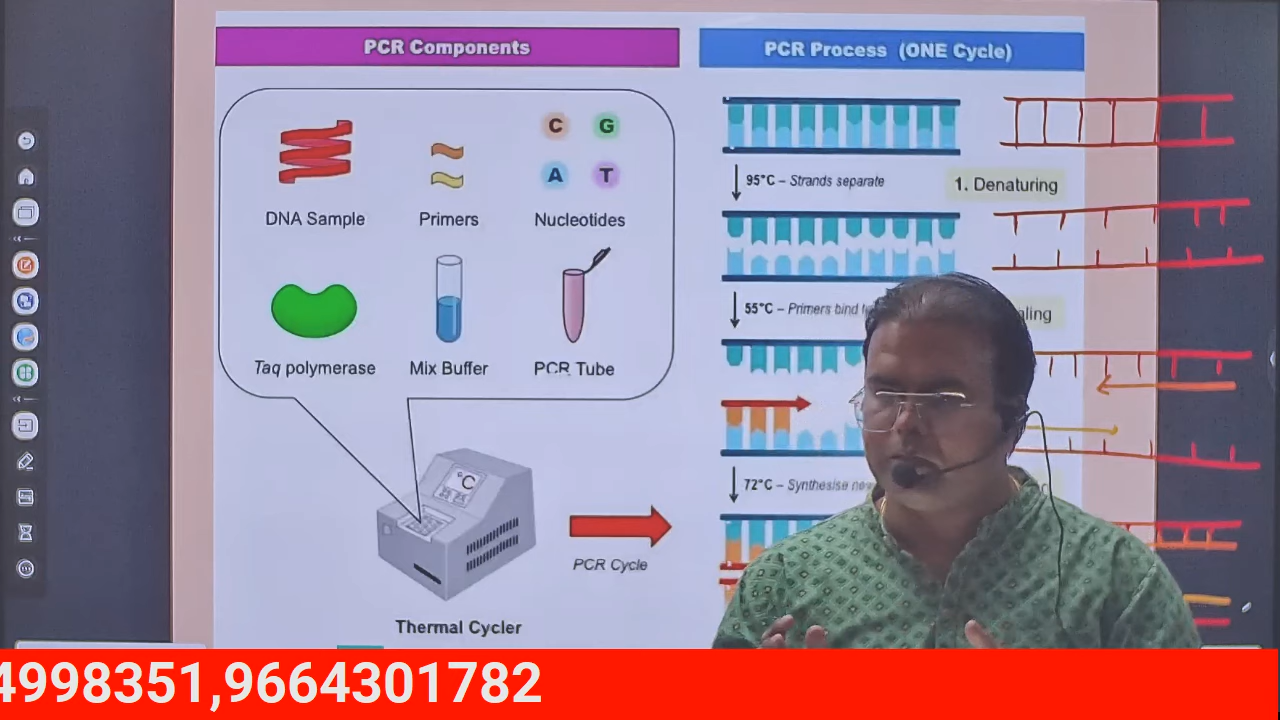 PCR Components
PCR Process (ONE Cycle)
C G
A T
DNA Sample
Primers
Nucleotides
Taq polymerase
Mix Buffer
PCR Tube
°C
PCR Cycle
Thermal Cycler
95°C – Strands separate
1. Denaturing
55°C – Primers bind
72°C – Synthesise
4998351,9664301782